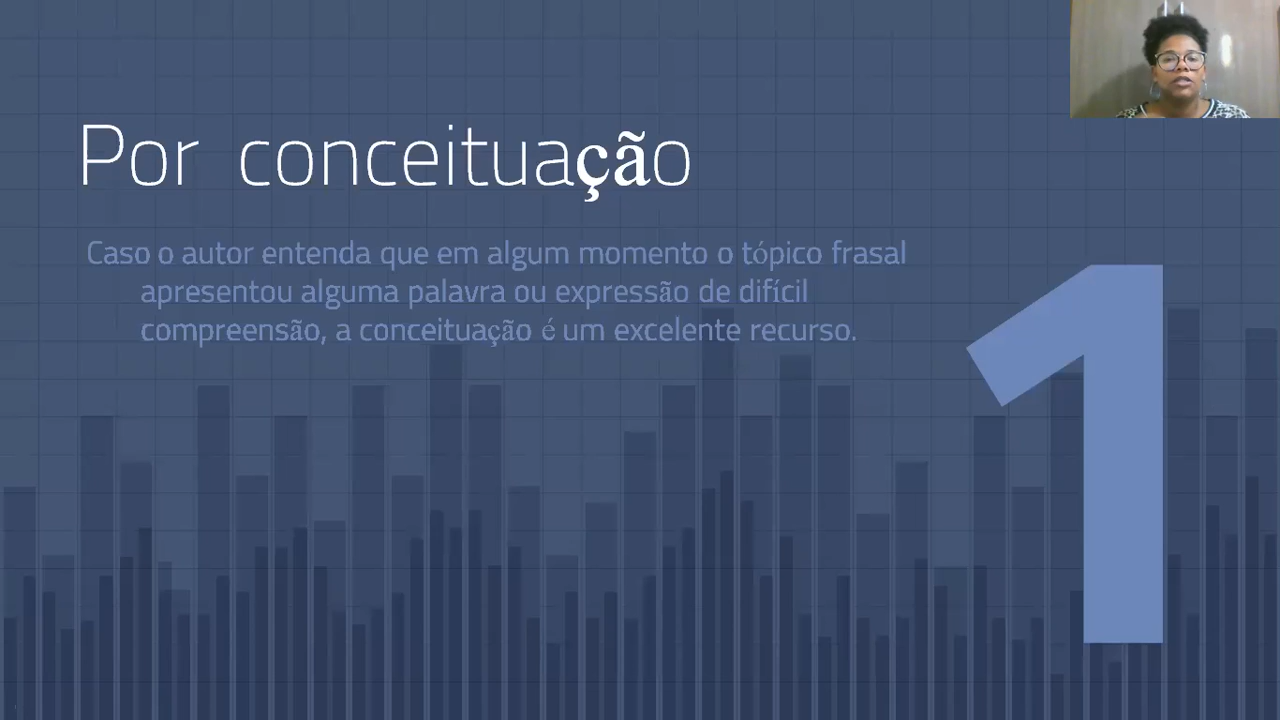 Por conceituação
Caso o autor entenda que em algum momento o tópico frasal
apresentou alguma palavra ou expressão de difícil
compreensão, a conceituação é um excelente recurso.
1